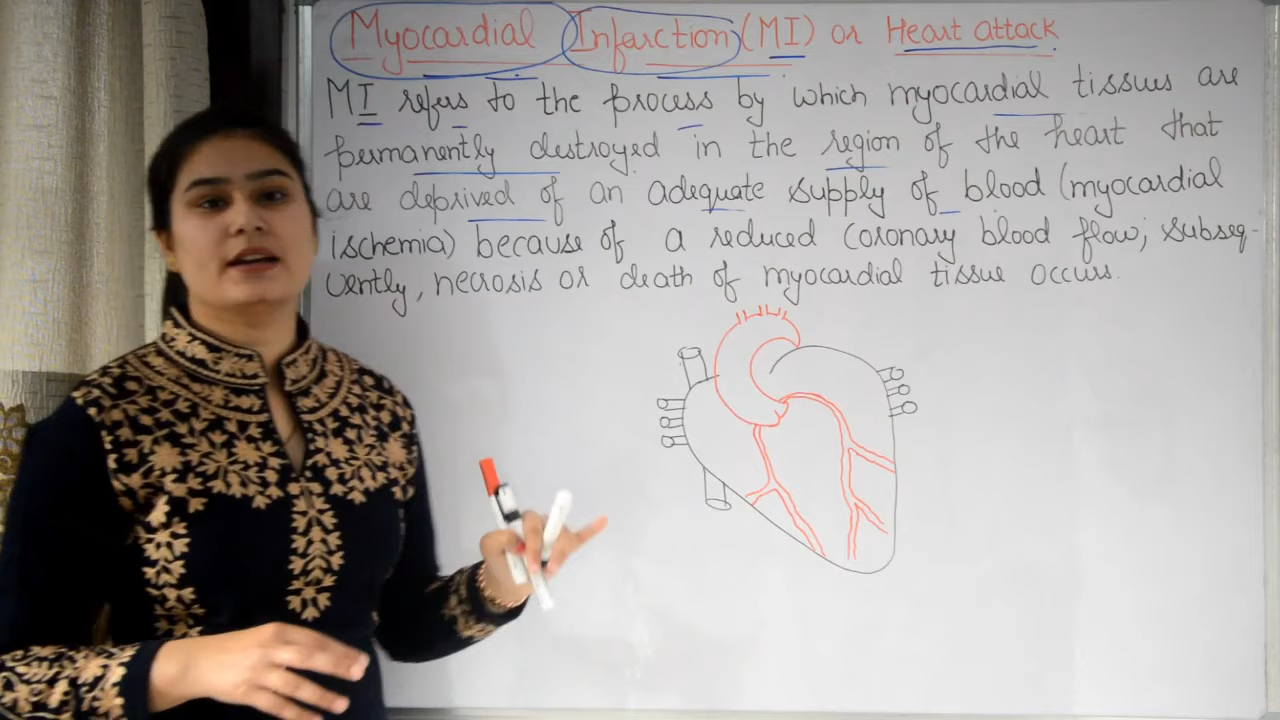 Myocardial Infarction (MI) or Heart attack
MI refers to the process by which myocardial tissues are
permanently destroyed in the region of the heart that
are deprived of an adequate supply of blood (myocardial
ischemia) because of a reduced coronary blood flow; subseq-
uently, necrosis or death of myocardial tissue occurs.